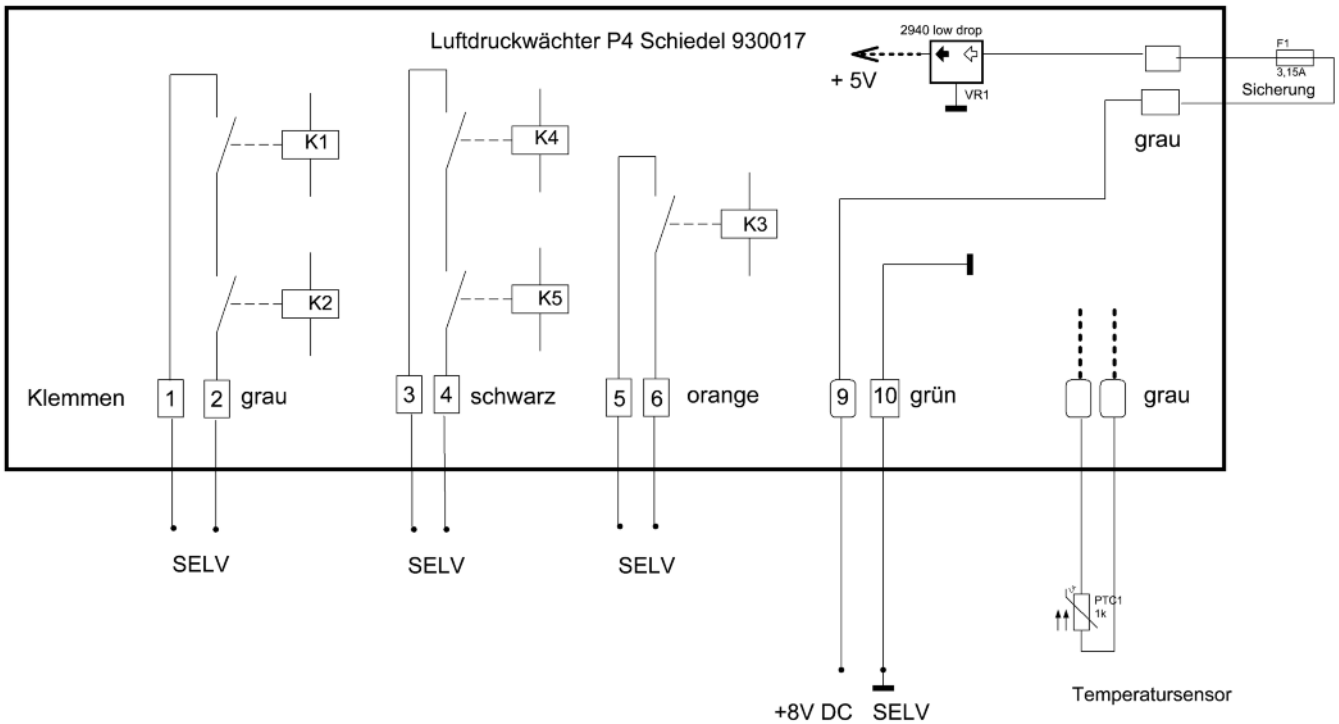 Luftdruckwächter P4 Schiedel 930017
2940 low drop
+ 5V
VR1
F1
3,15A
Sicherung
grau
K1
K4
K3
K2
K5
Klemmen
1
2
grau
3
4
schwarz
5
6
orange
9
10
grün
grau
SELV
SELV
SELV
PTC1
1k
+8V DC
SELV
Temperatursensor